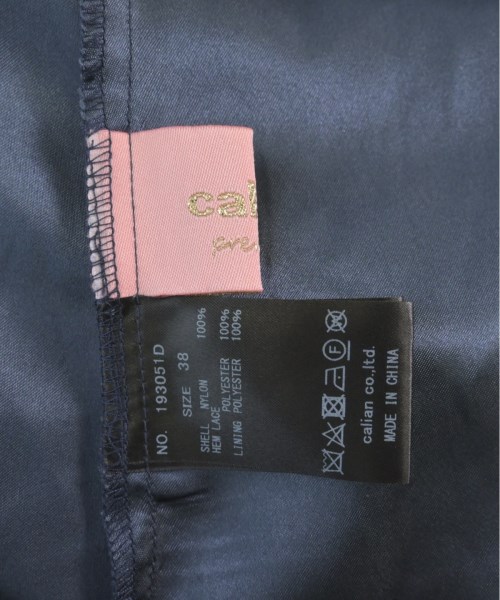 NO. 193051D
SIZE 38
SHELL NYLON 100%
HEM LACE POLYESTER 100%
LINING POLYESTER 100%
calian co.,ltd.
MADE IN CHINA